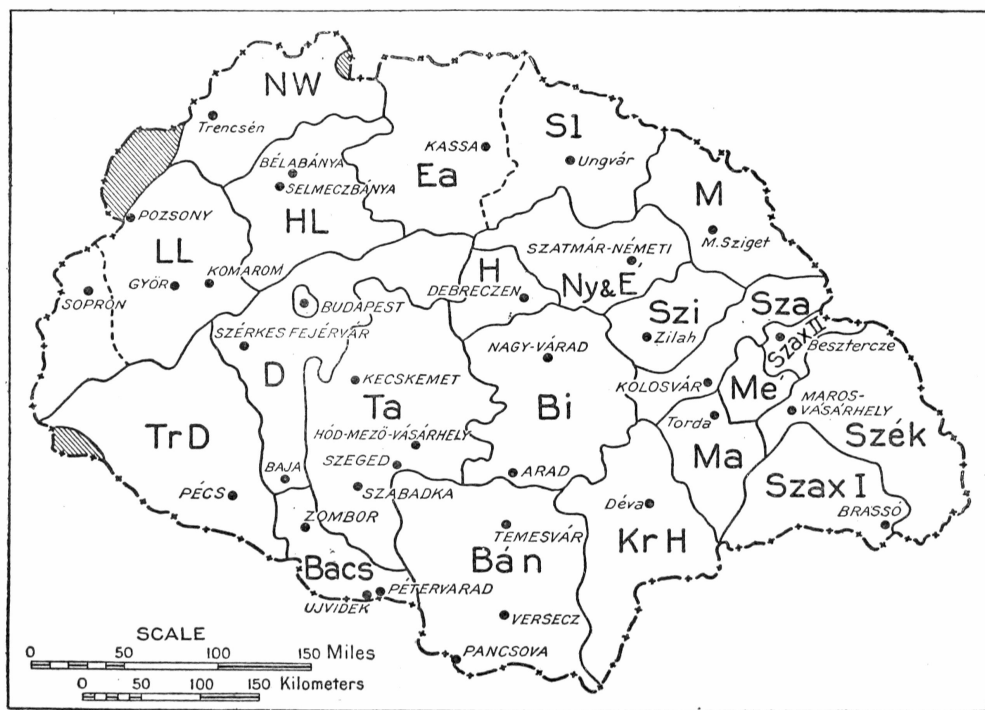 NW
Trencsén
KASSA
Ea
Sl
Ungvár
BÉLABÁNYA
SELMECZBÁNYA
HL
M
M.Sziget
POZSONY
LL
GYÖR
KOMAROM
SOPRON
SZATMÁR-NÉMETI
H
DEBRECZEN
Ny&É
BUDAPEST
SZÉRKES FEJÉRVÁR
D
Szi
Zilah
Sza
Szax II
Besztercze
NAGY-VÁRAD
KECSKEMET
Ta
Bi
KOLOSVÁR
Me
MAROS-
VÁSÁRHELY
Torda
Szék
TrD
HÓD-MEZÖ-VÁSÁRHELY
SZEGED
Ma
BAJA
ARAD
SZABADKA
PÉCS
Szax I
Déva
BRASSÓ
ZOMBOR
TEMESVÁR
KrH
Bacs
Bán
PÉTERVARAD
UJVIDEK
VERSECZ
PANCSOVA
SCALE
0 50 100 150 Miles
0 50 100 150 Kilometers